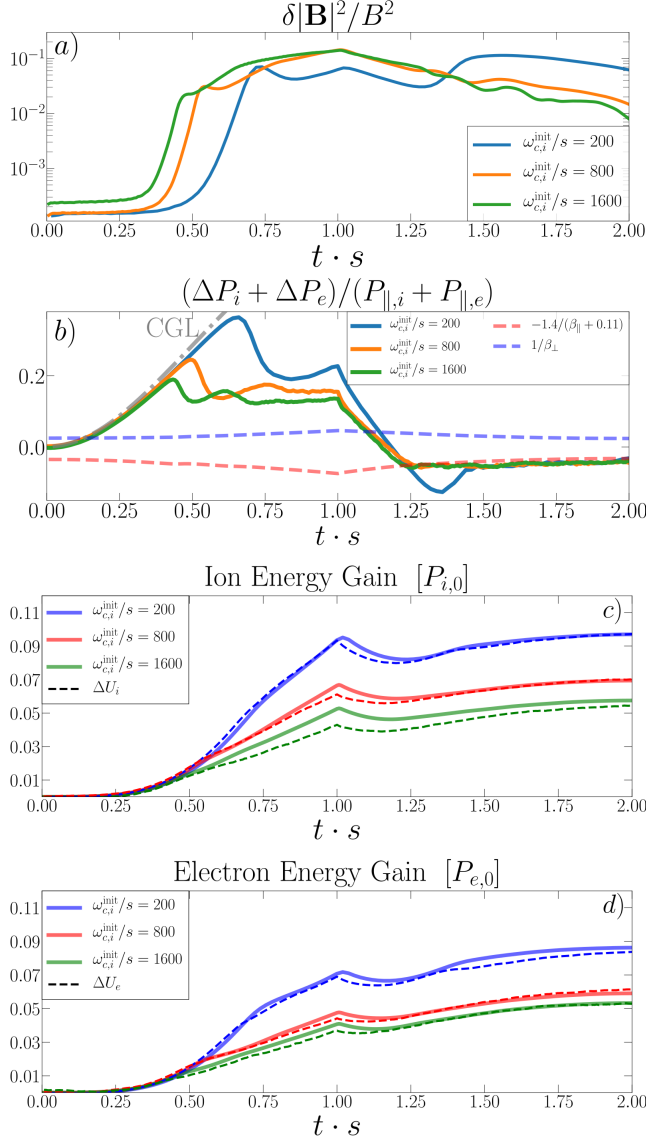 δ|B|²/B²
a)
10⁻¹
10⁻²
10⁻³
ω_{c,i}^{init}/s = 200
ω_{c,i}^{init}/s = 800
ω_{c,i}^{init}/s = 1600
0.00 0.25 0.50 0.75 1.00 1.25 1.50 1.75 2.00
t · s
(ΔP_i + ΔP_e)/(P_{∥,i} + P_{∥,e})
b)
CGL
ω_{c,i}^{init}/s = 200
ω_{c,i}^{init}/s = 800
ω_{c,i}^{init}/s = 1600
−1.4/(β_∥ + 0.11)
1/β_⊥
0.2
0.0
0.00 0.25 0.50 0.75 1.00 1.25 1.50 1.75 2.00
t · s
Ion Energy Gain [P_{i,0}]
c)
0.11
0.09
0.07
0.05
0.03
0.01
ω_{c,i}^{init}/s = 200
ω_{c,i}^{init}/s = 800
ω_{c,i}^{init}/s = 1600
ΔU_i
0.00 0.25 0.50 0.75 1.00 1.25 1.50 1.75 2.00
t · s
Electron Energy Gain [P_{e,0}]
d)
0.11
0.09
0.07
0.05
0.03
0.01
ω_{c,i}^{init}/s = 200
ω_{c,i}^{init}/s = 800
ω_{c,i}^{init}/s = 1600
ΔU_e
0.00 0.25 0.50 0.75 1.00 1.25 1.50 1.75 2.00
t · s